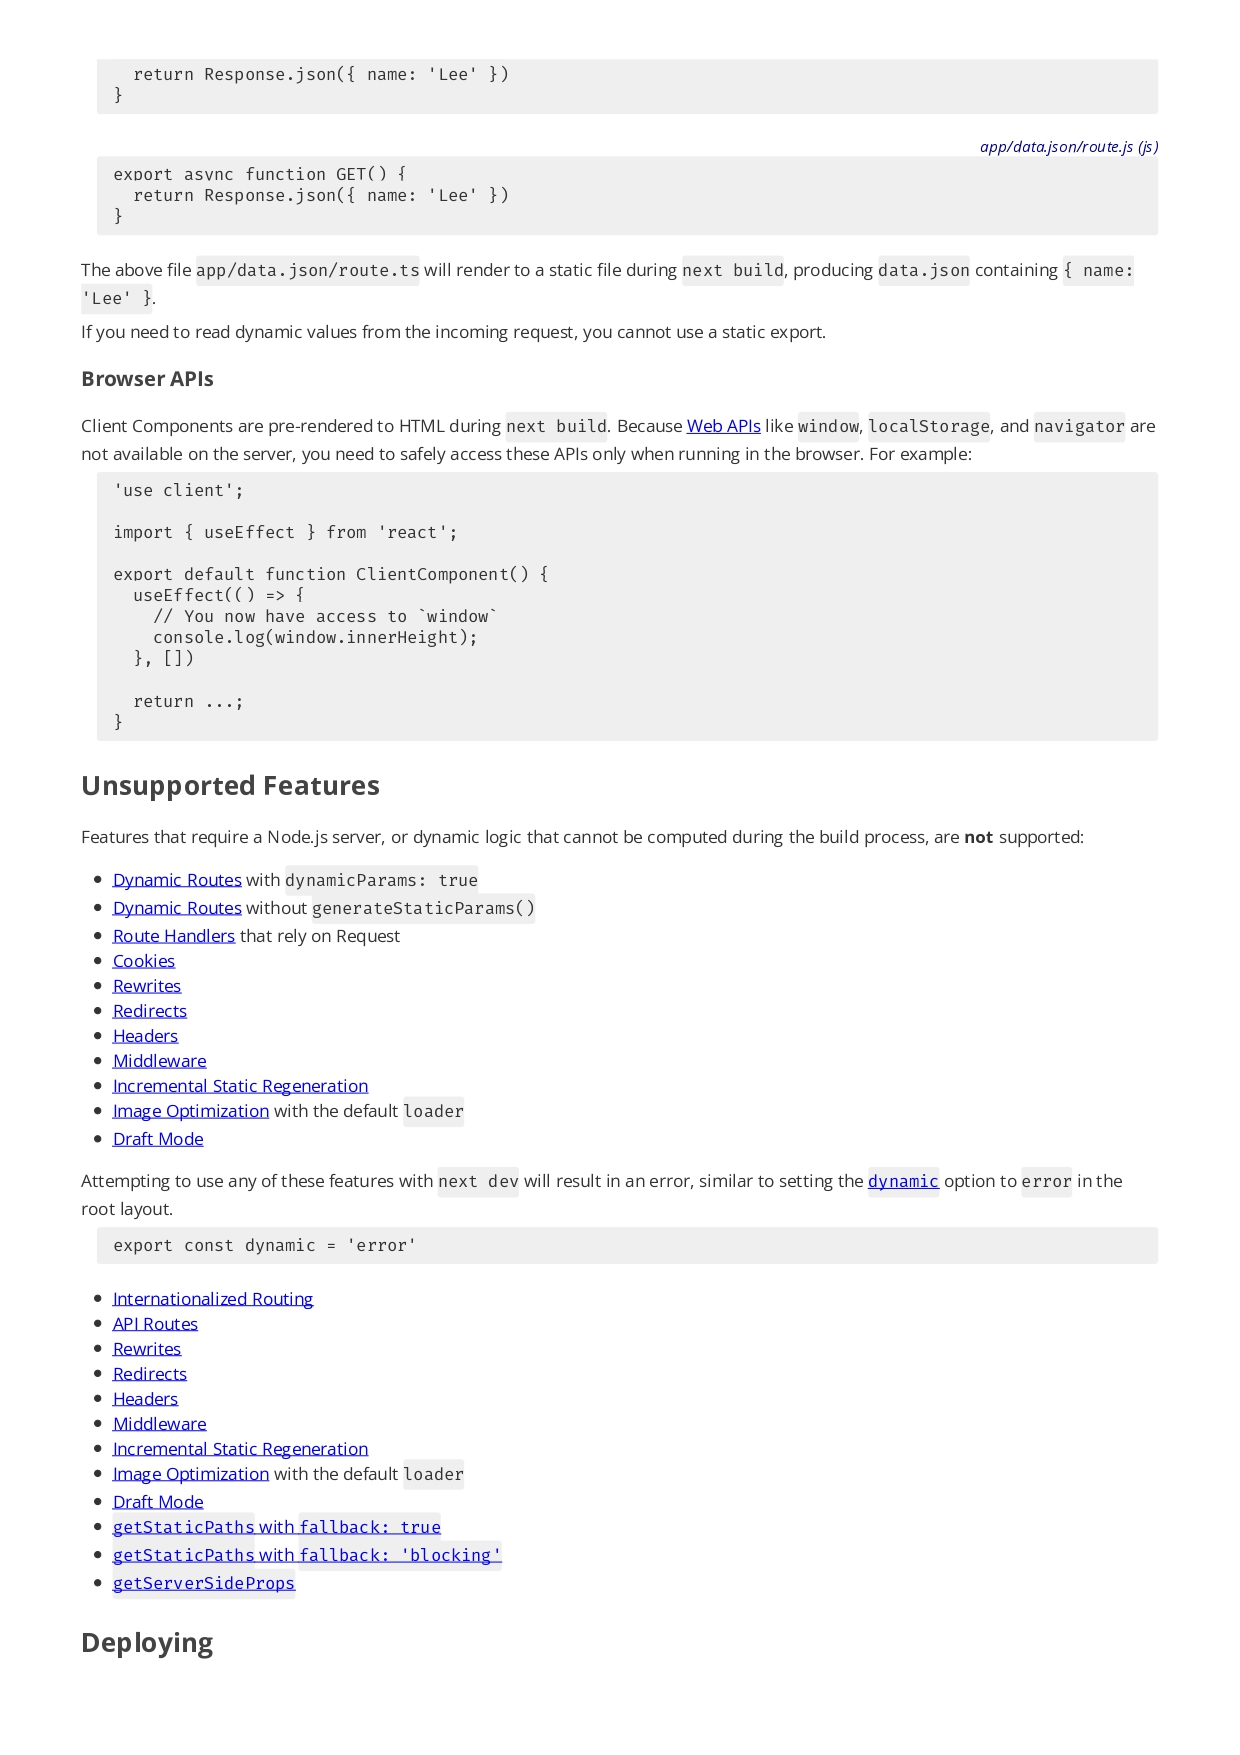 return Response.json({ name: 'Lee' })
}
app/data.json/route.js (js)
export async function GET() {
  return Response.json({ name: 'Lee' })
}
The above file app/data.json/route.ts will render to a static file during next build, producing data.json containing { name:
'Lee' }.
If you need to read dynamic values from the incoming request, you cannot use a static export.
Browser APIs
Client Components are pre-rendered to HTML during next build. Because Web APIs like window, localStorage, and navigator are
not available on the server, you need to safely access these APIs only when running in the browser. For example:
'use client';
import { useEffect } from 'react';
export default function ClientComponent() {
  useEffect(() => {
    // You now have access to `window`
    console.log(window.innerHeight);
  }, [])
  return ...;
}
Unsupported Features
Features that require a Node.js server, or dynamic logic that cannot be computed during the build process, are not supported:
• Dynamic Routes with dynamicParams: true
• Dynamic Routes without generateStaticParams()
• Route Handlers that rely on Request
• Cookies
• Rewrites
• Redirects
• Headers
• Middleware
• Incremental Static Regeneration
• Image Optimization with the default loader
• Draft Mode
Attempting to use any of these features with next dev will result in an error, similar to setting the dynamic option to error in the
root layout.
export const dynamic = 'error'
• Internationalized Routing
• API Routes
• Rewrites
• Redirects
• Headers
• Middleware
• Incremental Static Regeneration
• Image Optimization with the default loader
• Draft Mode
• getStaticPaths with fallback: true
• getStaticPaths with fallback: 'blocking'
• getServerSideProps
Deploying